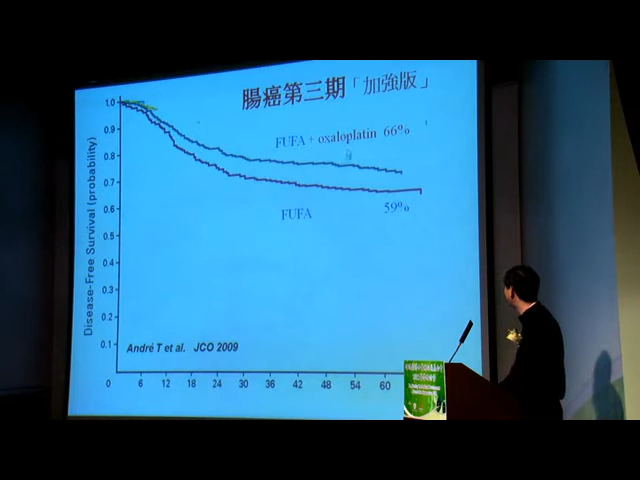 腸癌第三期「加強版」
FUFA + oxaloplatin 66%
FUFA
59%
Disease-Free Survival (probability)
1.0
0.9
0.8
0.7
0.6
0.5
0.4
0.3
0.2
0.1
André T et al. JCO 2009
0 6 12 18 24 30 36 42 48 54 60